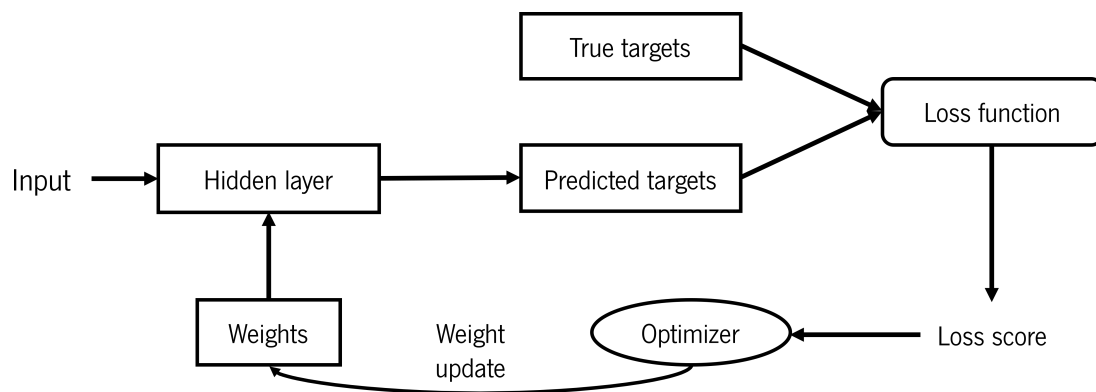 True targets
Loss function
Input
Hidden layer
Predicted targets
Weights
Weight
update
Optimizer
Loss score